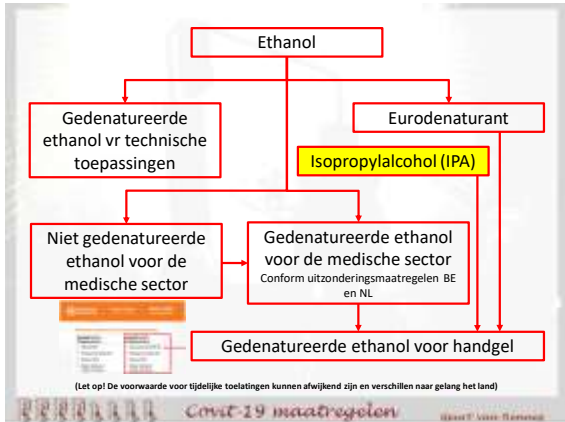 Ethanol
Gedenatureerde
ethanol vr technische
toepassingen
Eurodenaturant
Isopropylalcohol (IPA)
Niet gedenatureerde
ethanol voor de
medische sector
Gedenatureerde ethanol
voor de medische sector
Conform uitzonderingsmaatregelen BE
en NL
Gedenatureerde ethanol voor handgel
(Let op! De voorwaarde voor tijdelijke toelatingen kunnen afwijkend zijn en verschillen naar gelang het land)
Covit-19 maatregelen